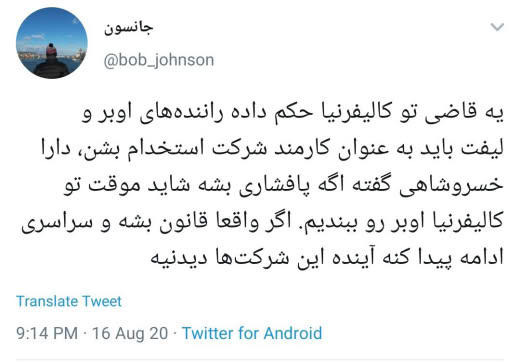 جانسون
@bob_johnson
یه قاضی تو کالیفرنیا حکم داده راننده‌های اوبر و
لیفت باید به عنوان کارمند شرکت استخدام بشن، دارا
خسروشاهی گفته اگه پافشاری بشه شاید موقت تو
کالیفرنیا اوبر رو ببندیم. اگر واقعا قانون بشه و سراسری
ادامه پیدا کنه آینده این شرکت‌ها دیدنیه
Translate Tweet
9:14 PM · 16 Aug 20 · Twitter for Android